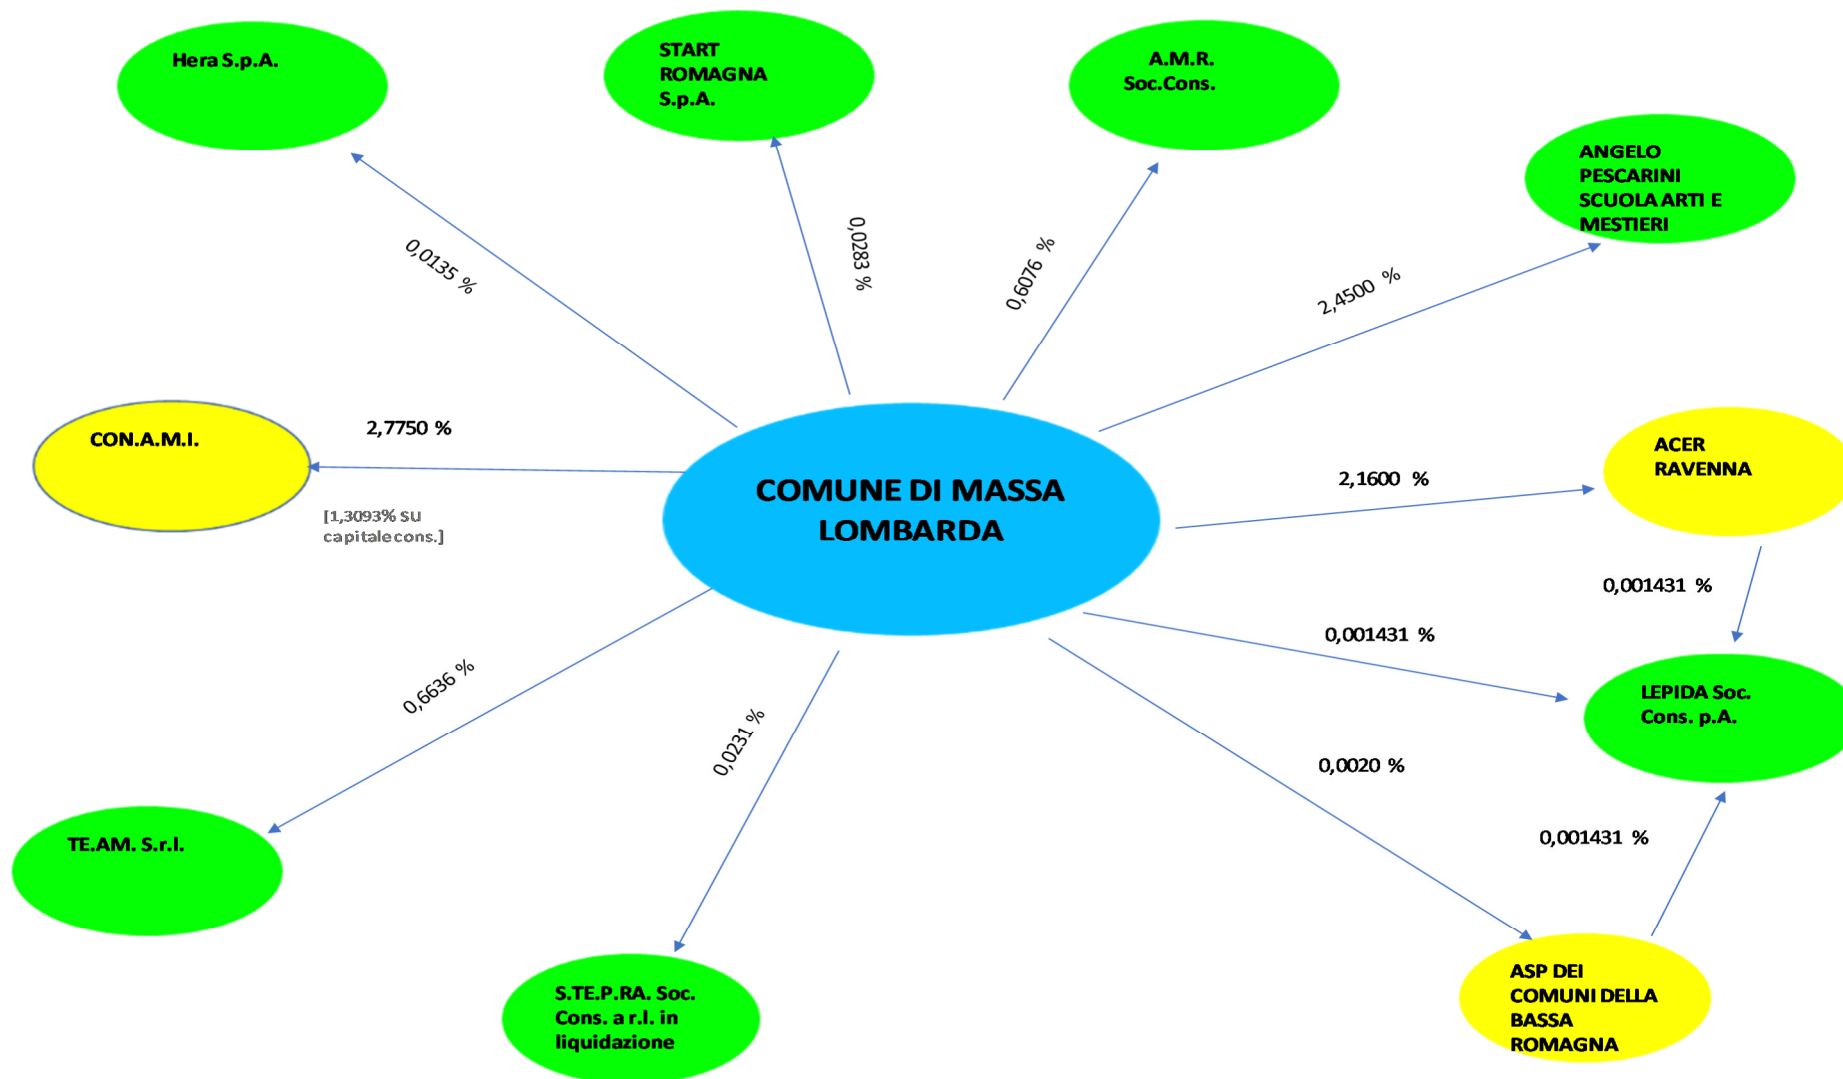 Hera S.p.A.
START
ROMAGNA
S.p.A.
A.M.R.
Soc.Cons.
ANGELO
PESCARINI
SCUOLA ARTI E
MESTIERI
0,0135 %
0,0283 %
0,6076 %
2,4500 %
CON.A.M.I.
2,7750 %
[1,3093% su
capitale cons.]
COMUNE DI MASSA
LOMBARDA
2,1600 %
ACER
RAVENNA
0,001431 %
0,001431 %
LEPIDA Soc.
Cons. p.A.
0,6636 %
0,0231 %
0,0020 %
0,001431 %
TE.AM. S.r.l.
S.TE.P.RA. Soc.
Cons. a r.l. in
liquidazione
ASP DEI
COMUNI DELLA
BASSA
ROMAGNA